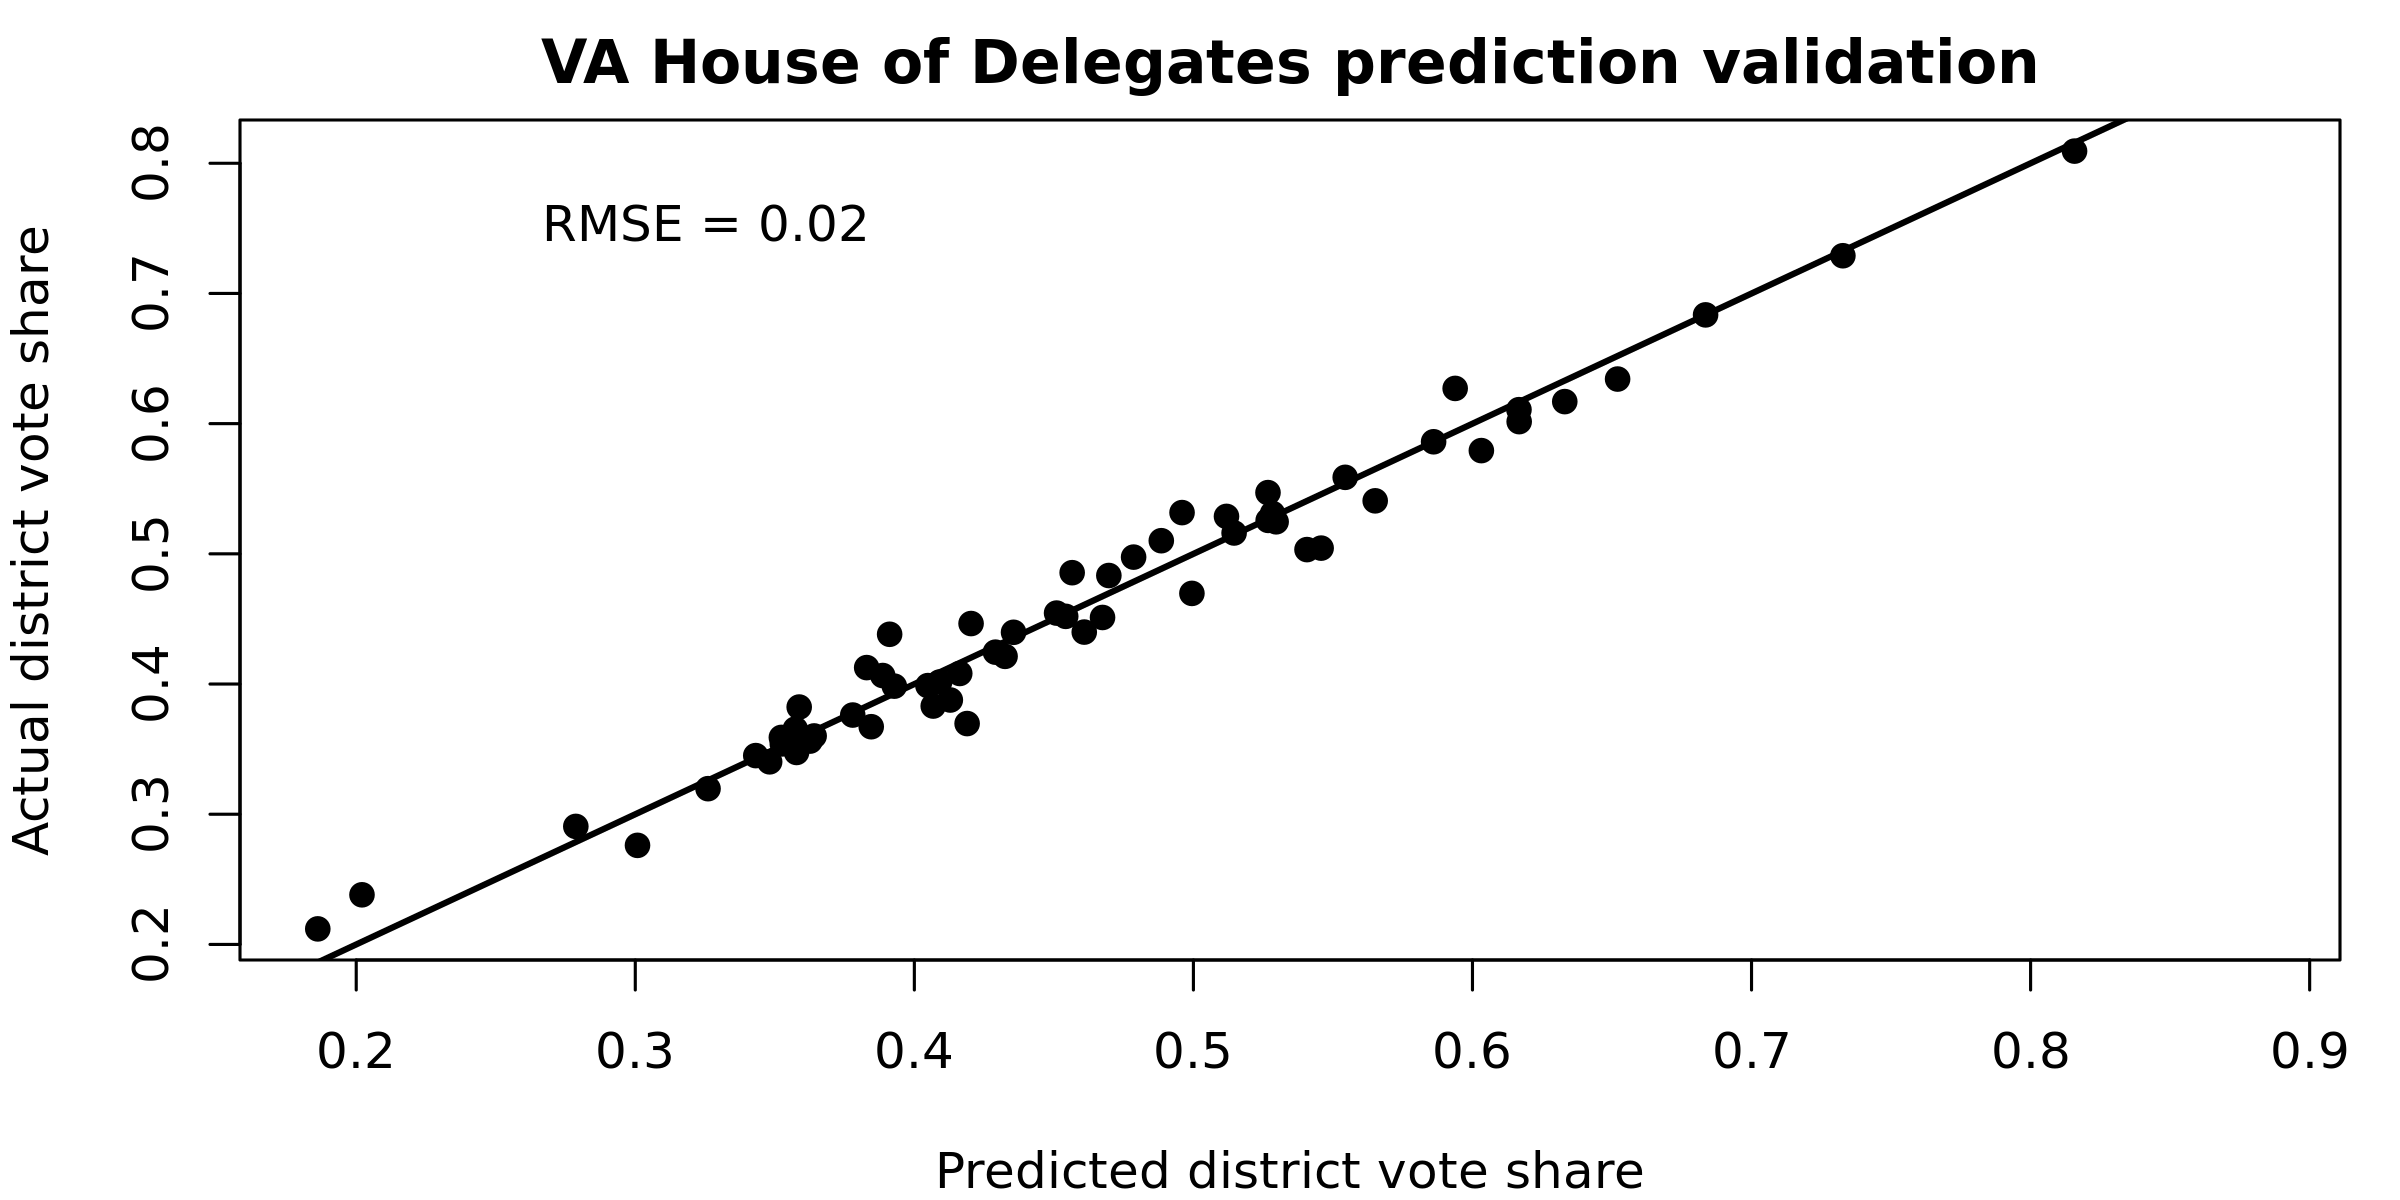 VA House of Delegates prediction validation
RMSE = 0.02
Actual district vote share
0.8
0.7
0.6
0.5
0.4
0.3
0.2
0.2 0.3 0.4 0.5 0.6 0.7 0.8 0.9
Predicted district vote share